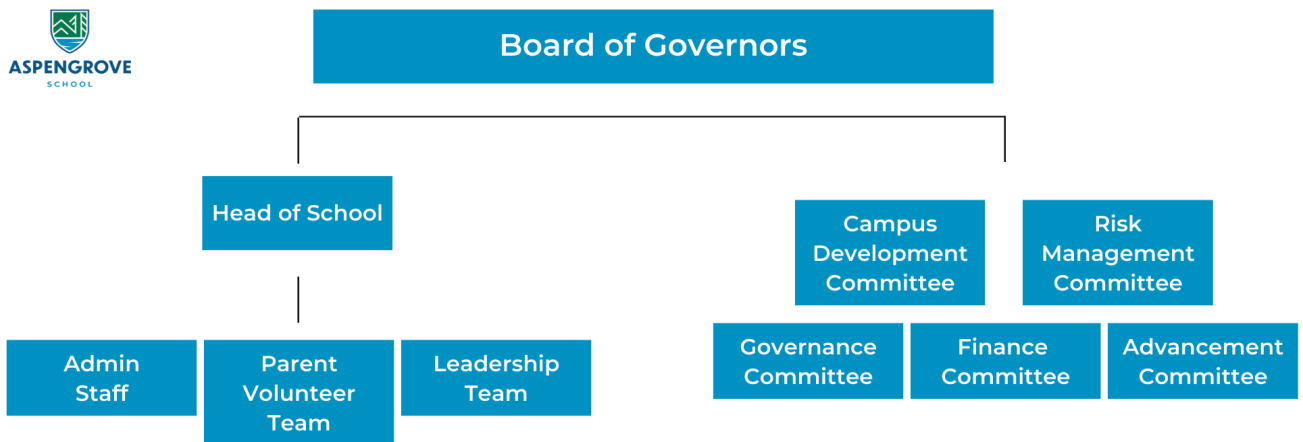 ASPENGROVE
SCHOOL
Board of Governors
Head of School
Campus
Development
Committee
Risk
Management
Committee
Admin
Staff
Parent
Volunteer
Team
Leadership
Team
Governance
Committee
Finance
Committee
Advancement
Committee